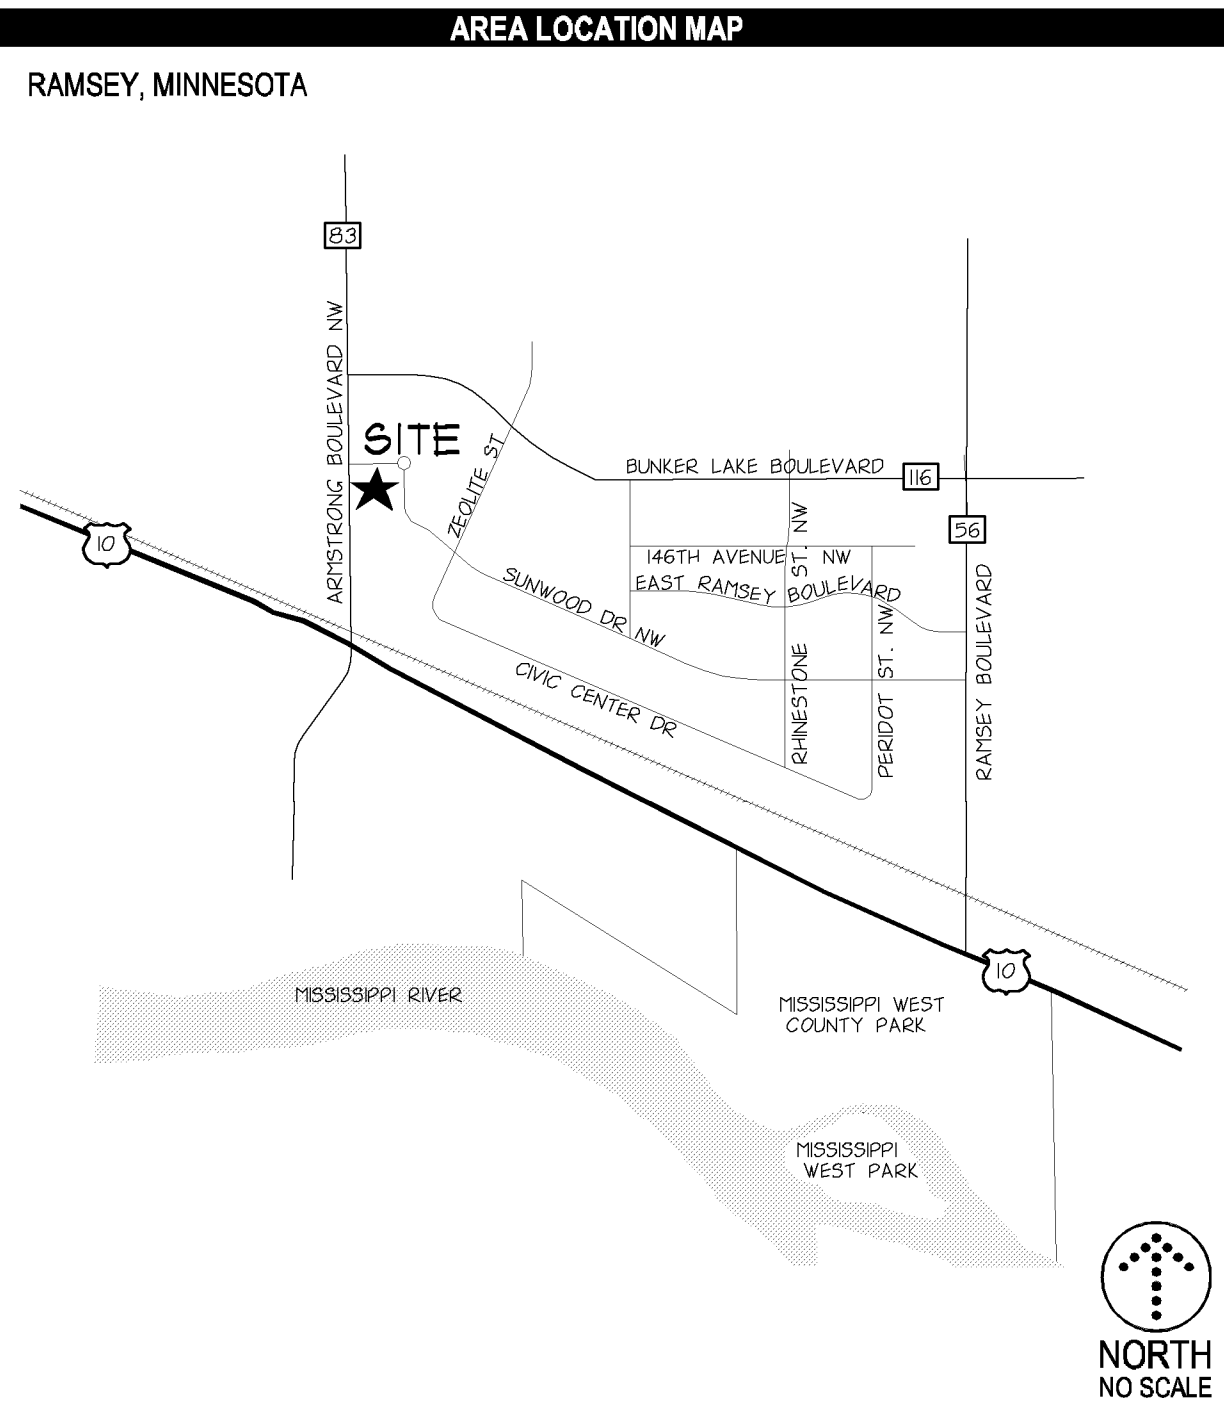 AREA LOCATION MAP
RAMSEY, MINNESOTA
83
ARMSTRONG BOULEVARD NW
SITE
ZEOLITE ST
BUNKER LAKE BOULEVARD
116
10
56
146TH AVENUE NW
EAST RAMSEY BOULEVARD
SUNWOOD DR NW
RHINESTONE ST. NW
PERIDOT ST. NW
RAMSEY BOULEVARD
CIVIC CENTER DR
10
MISSISSIPPI RIVER
MISSISSIPPI WEST
COUNTY PARK
MISSISSIPPI
WEST PARK
NORTH
NO SCALE